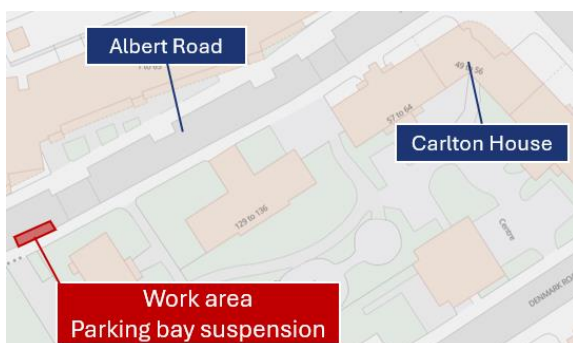 Albert Road
49 to 56
57 to 64
Carlton House
129 to 136
Centre
DENMARK ROAD
Work area
Parking bay suspension